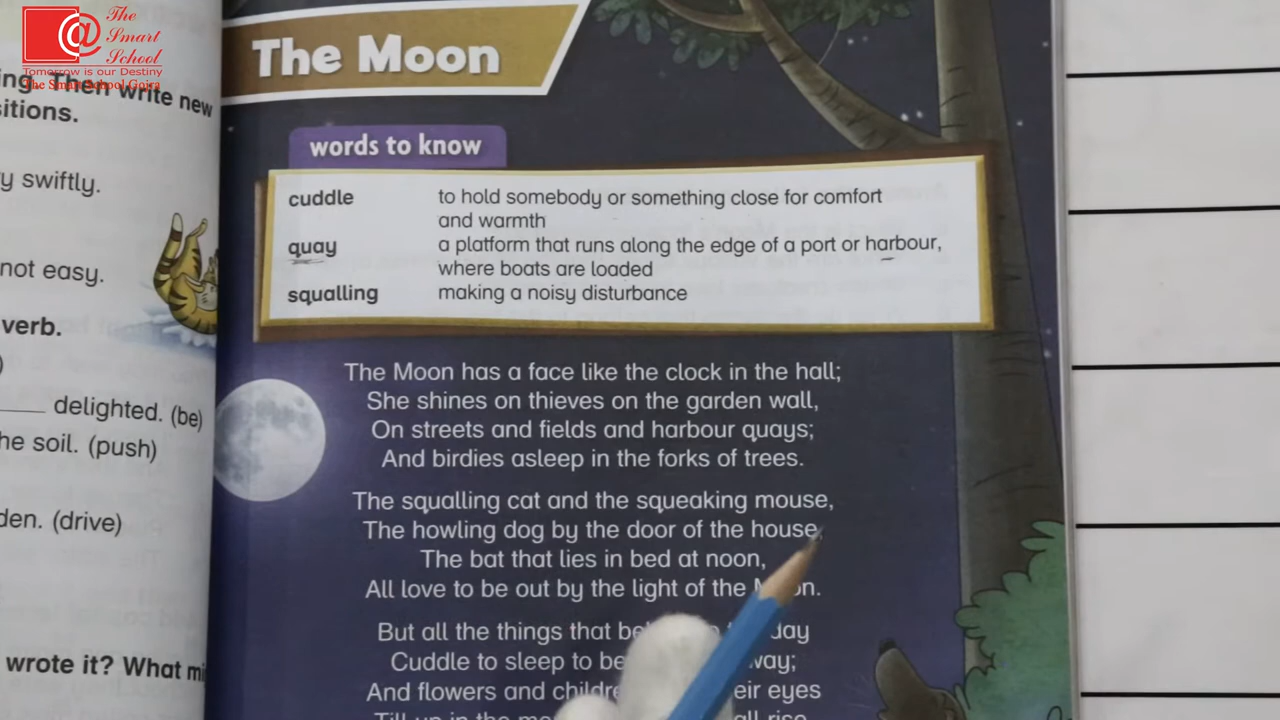 The
Smart
School
Tomorrow is our Destiny
The Smart School Gojra
ing. Then write new
sitions.
y swiftly.
not easy.
verb.
delighted. (be)
he soil. (push)
den. (drive)
wrote it? What
The Moon
words to know
cuddle to hold somebody or something close for comfort
and warmth
quay a platform that runs along the edge of a port or harbour,
where boats are loaded
squalling making a noisy disturbance
The Moon has a face like the clock in the hall;
She shines on thieves on the garden wall,
On streets and fields and harbour quays;
And birdies asleep in the forks of trees.
The squalling cat and the squeaking mouse,
The howling dog by the door of the house,
The bat that lies in bed at noon,
All love to be out by the light of the Moon.
But all the things that day
Cuddle to sleep to be
And flowers and eyes